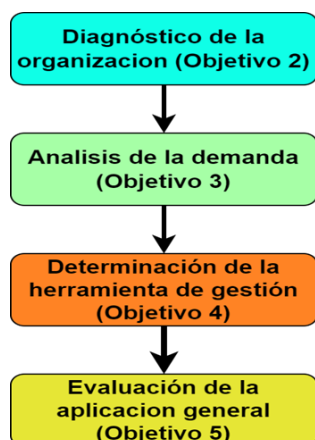 Diagnóstico de la
organizacion (Objetivo 2)
Analisis de la demanda
(Objetivo 3)
Determinación de la
herramienta de gestión
(Objetivo 4)
Evaluación de la
aplicacion general
(Objetivo 5)